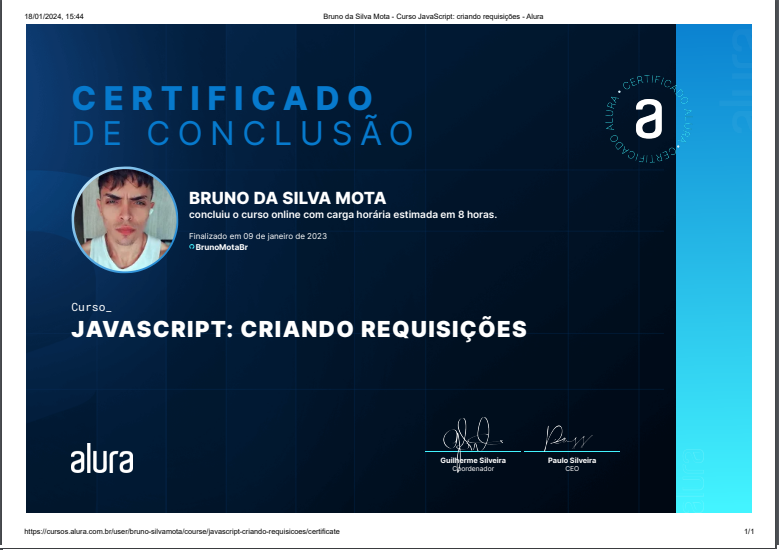 18/01/2024, 15:44
Bruno da Silva Mota - Curso JavaScript: criando requisições - Alura
CERTIFICADO
DE CONCLUSÃO
CERTIFICADO ALURA • CERTIFICADO ALURA •
a
alura
BRUNO DA SILVA MOTA
concluiu o curso online com carga horária estimada em 8 horas.
Finalizado em 09 de janeiro de 2023
BrunoMotaBr
Curso_
JAVASCRIPT: CRIANDO REQUISIÇÕES
alura
Guilherme Silveira
Coordenador
Paulo Silveira
CEO
alura
https://cursos.alura.com.br/user/bruno-silvamota/course/javascript-criando-requisicoes/certificate
1/1